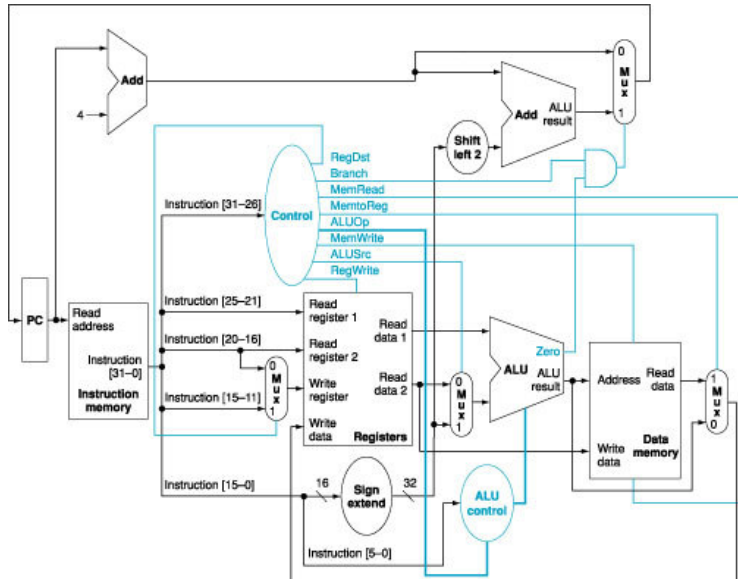 Add
4
0
M
u
x
1
Add
ALU
result
Shift
left 2
RegDst
Branch
MemRead
MemtoReg
ALUOp
MemWrite
ALUSrc
RegWrite
Control
Instruction [31–26]
PC
Read
address
Instruction
[31–0]
Instruction
memory
Instruction [25–21]
Instruction [20–16]
Instruction [15–11]
0
M
u
x
1
Read
register 1
Read
register 2
Write
register
Write
data
Read
data 1
Read
data 2
Registers
0
M
u
x
1
Zero
ALU
ALU
result
Address
Read
data
Write
data
Data
memory
1
M
u
x
0
Instruction [15–0]
16
Sign
extend
32
ALU
control
Instruction [5–0]